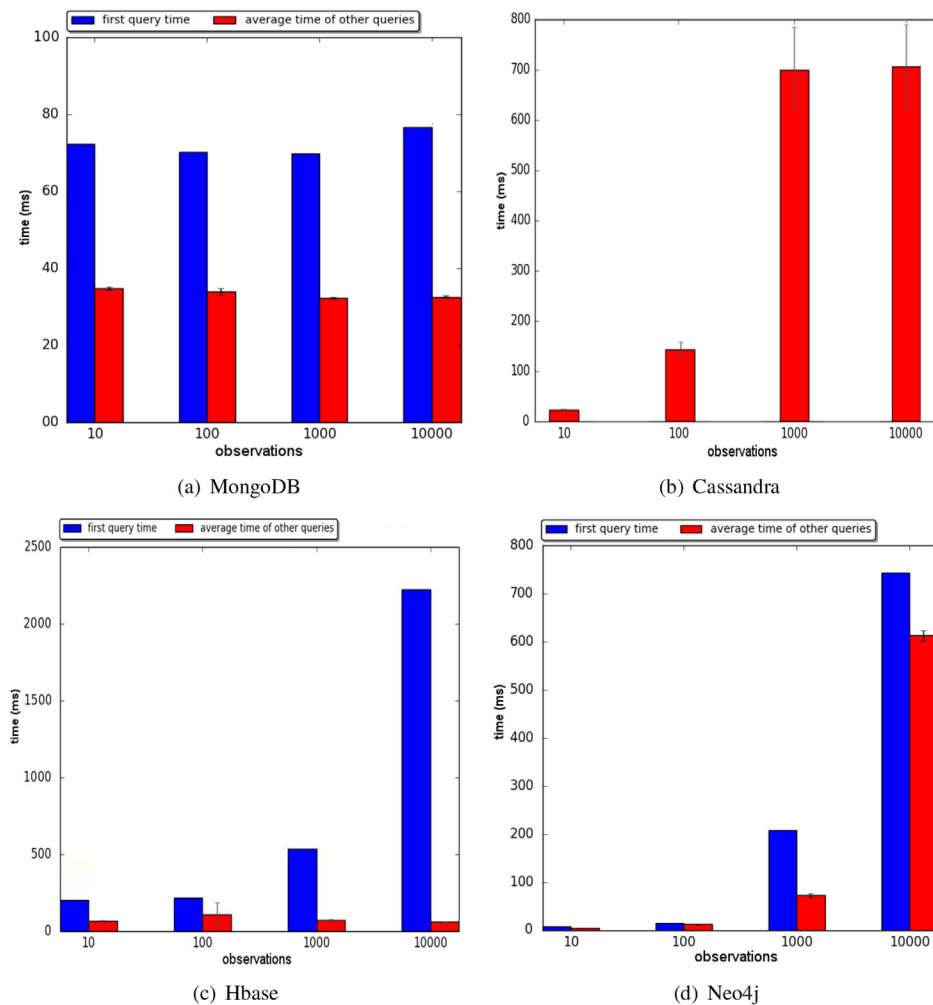 first query time average time of other queries
100
80
60
40
20
00
time (ms)
10 100 1000 10000
observations
(a) MongoDB
800
700
600
500
400
300
200
100
0
time (ms)
10 100 1000 10000
observations
(b) Cassandra
first query time average time of other queries
2500
2000
1500
1000
500
0
time (ms)
10 100 1000 10000
observations
(c) Hbase
first query time average time of other queries
800
700
600
500
400
300
200
100
0
time (ms)
10 100 1000 10000
observations
(d) Neo4j